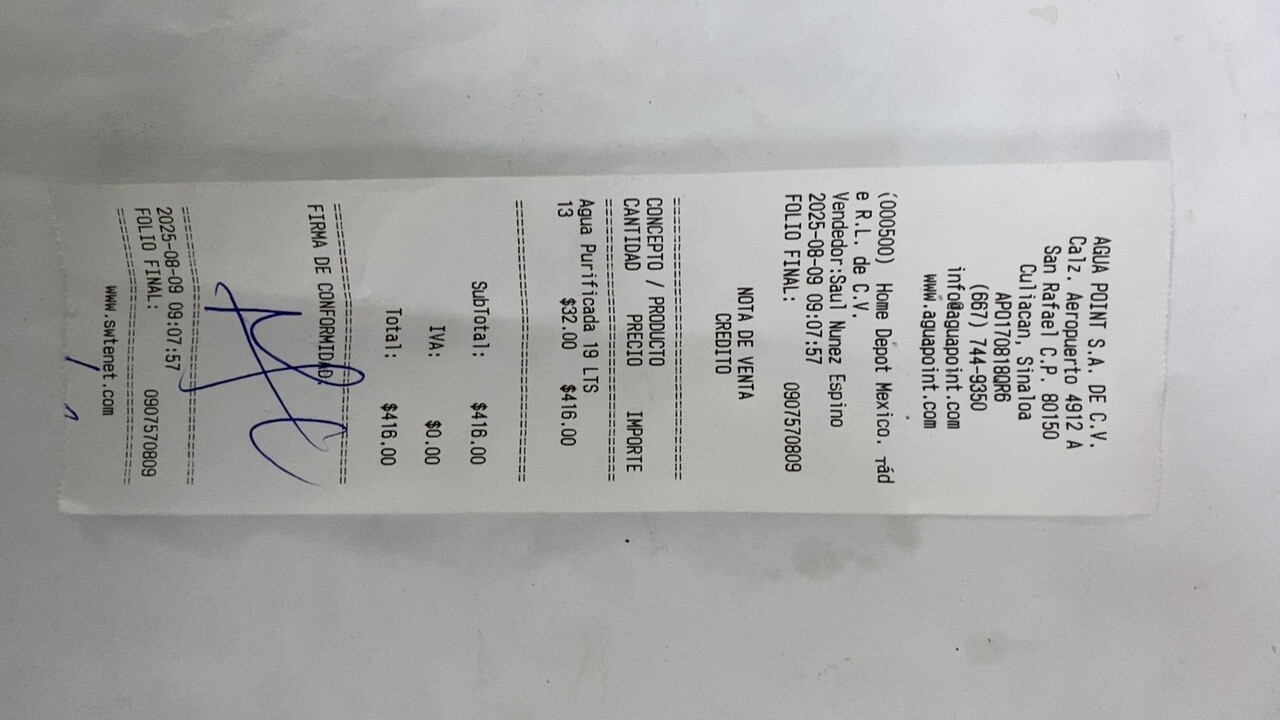 AGUA POINT S.A. DE C.V.
Calz. Aeropuerto 4912 A
San Rafael C.P. 80150
Culiacan, Sinaloa
APO170818QR6
(667) 744-9350
info@aguapoint.com
www.aguapoint.com
(000500) Home Depot Mexico. ┐ád
e R.L. de C.V.
Vendedor:Saul Nunez Espino
2025-08-09 09:07:57
FOLIO FINAL: 0907570809
NOTA DE VENTA
CREDITO
================================
CONCEPTO / PRODUCTO
CANTIDAD PRECIO IMPORTE
================================
Agua Purificada 19 LTS
13 $32.00 $416.00
================================
SubTotal: $416.00
IVA: $0.00
Total: $416.00
================================
FIRMA DE CONFORMIDAD.
================================
2025-08-09 09:07:57
FOLIO FINAL: 0907570809
================================
www.swtenet.com